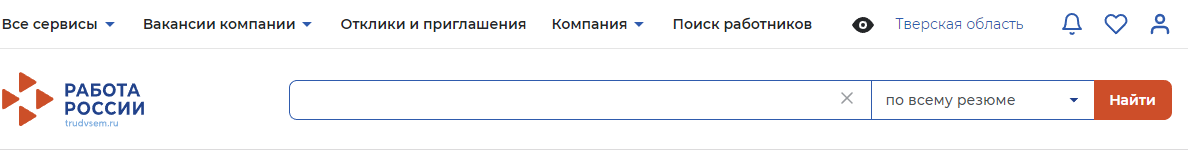 Все сервисы Вакансии компании Отклики и приглашения Компания Поиск работников Тверская область
РАБОТА
РОССИИ
trudvsem.ru
по всему резюме Найти